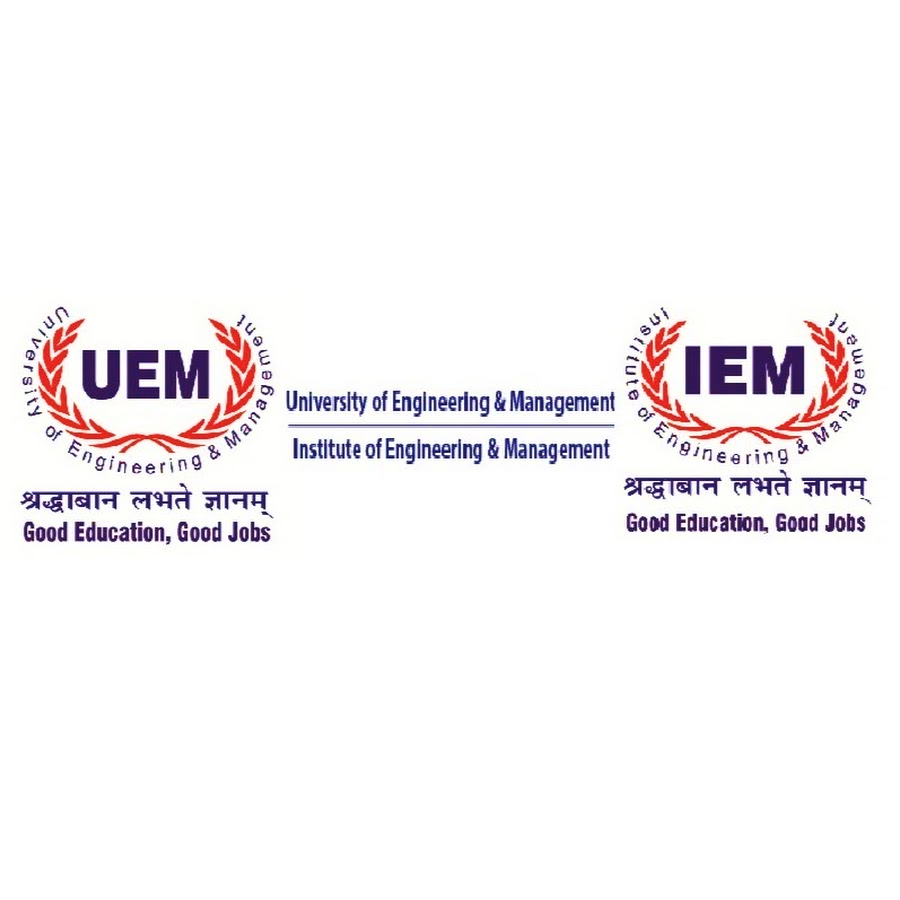 UEM
University of Engineering & Management
श्रद्धाबान लभते ज्ञानम्
Good Education, Good Jobs
University of Engineering & Management
Institute of Engineering & Management
IEM
Institute of Engineering & Management
श्रद्धाबान लभते ज्ञानम्
Good Education, Good Jobs